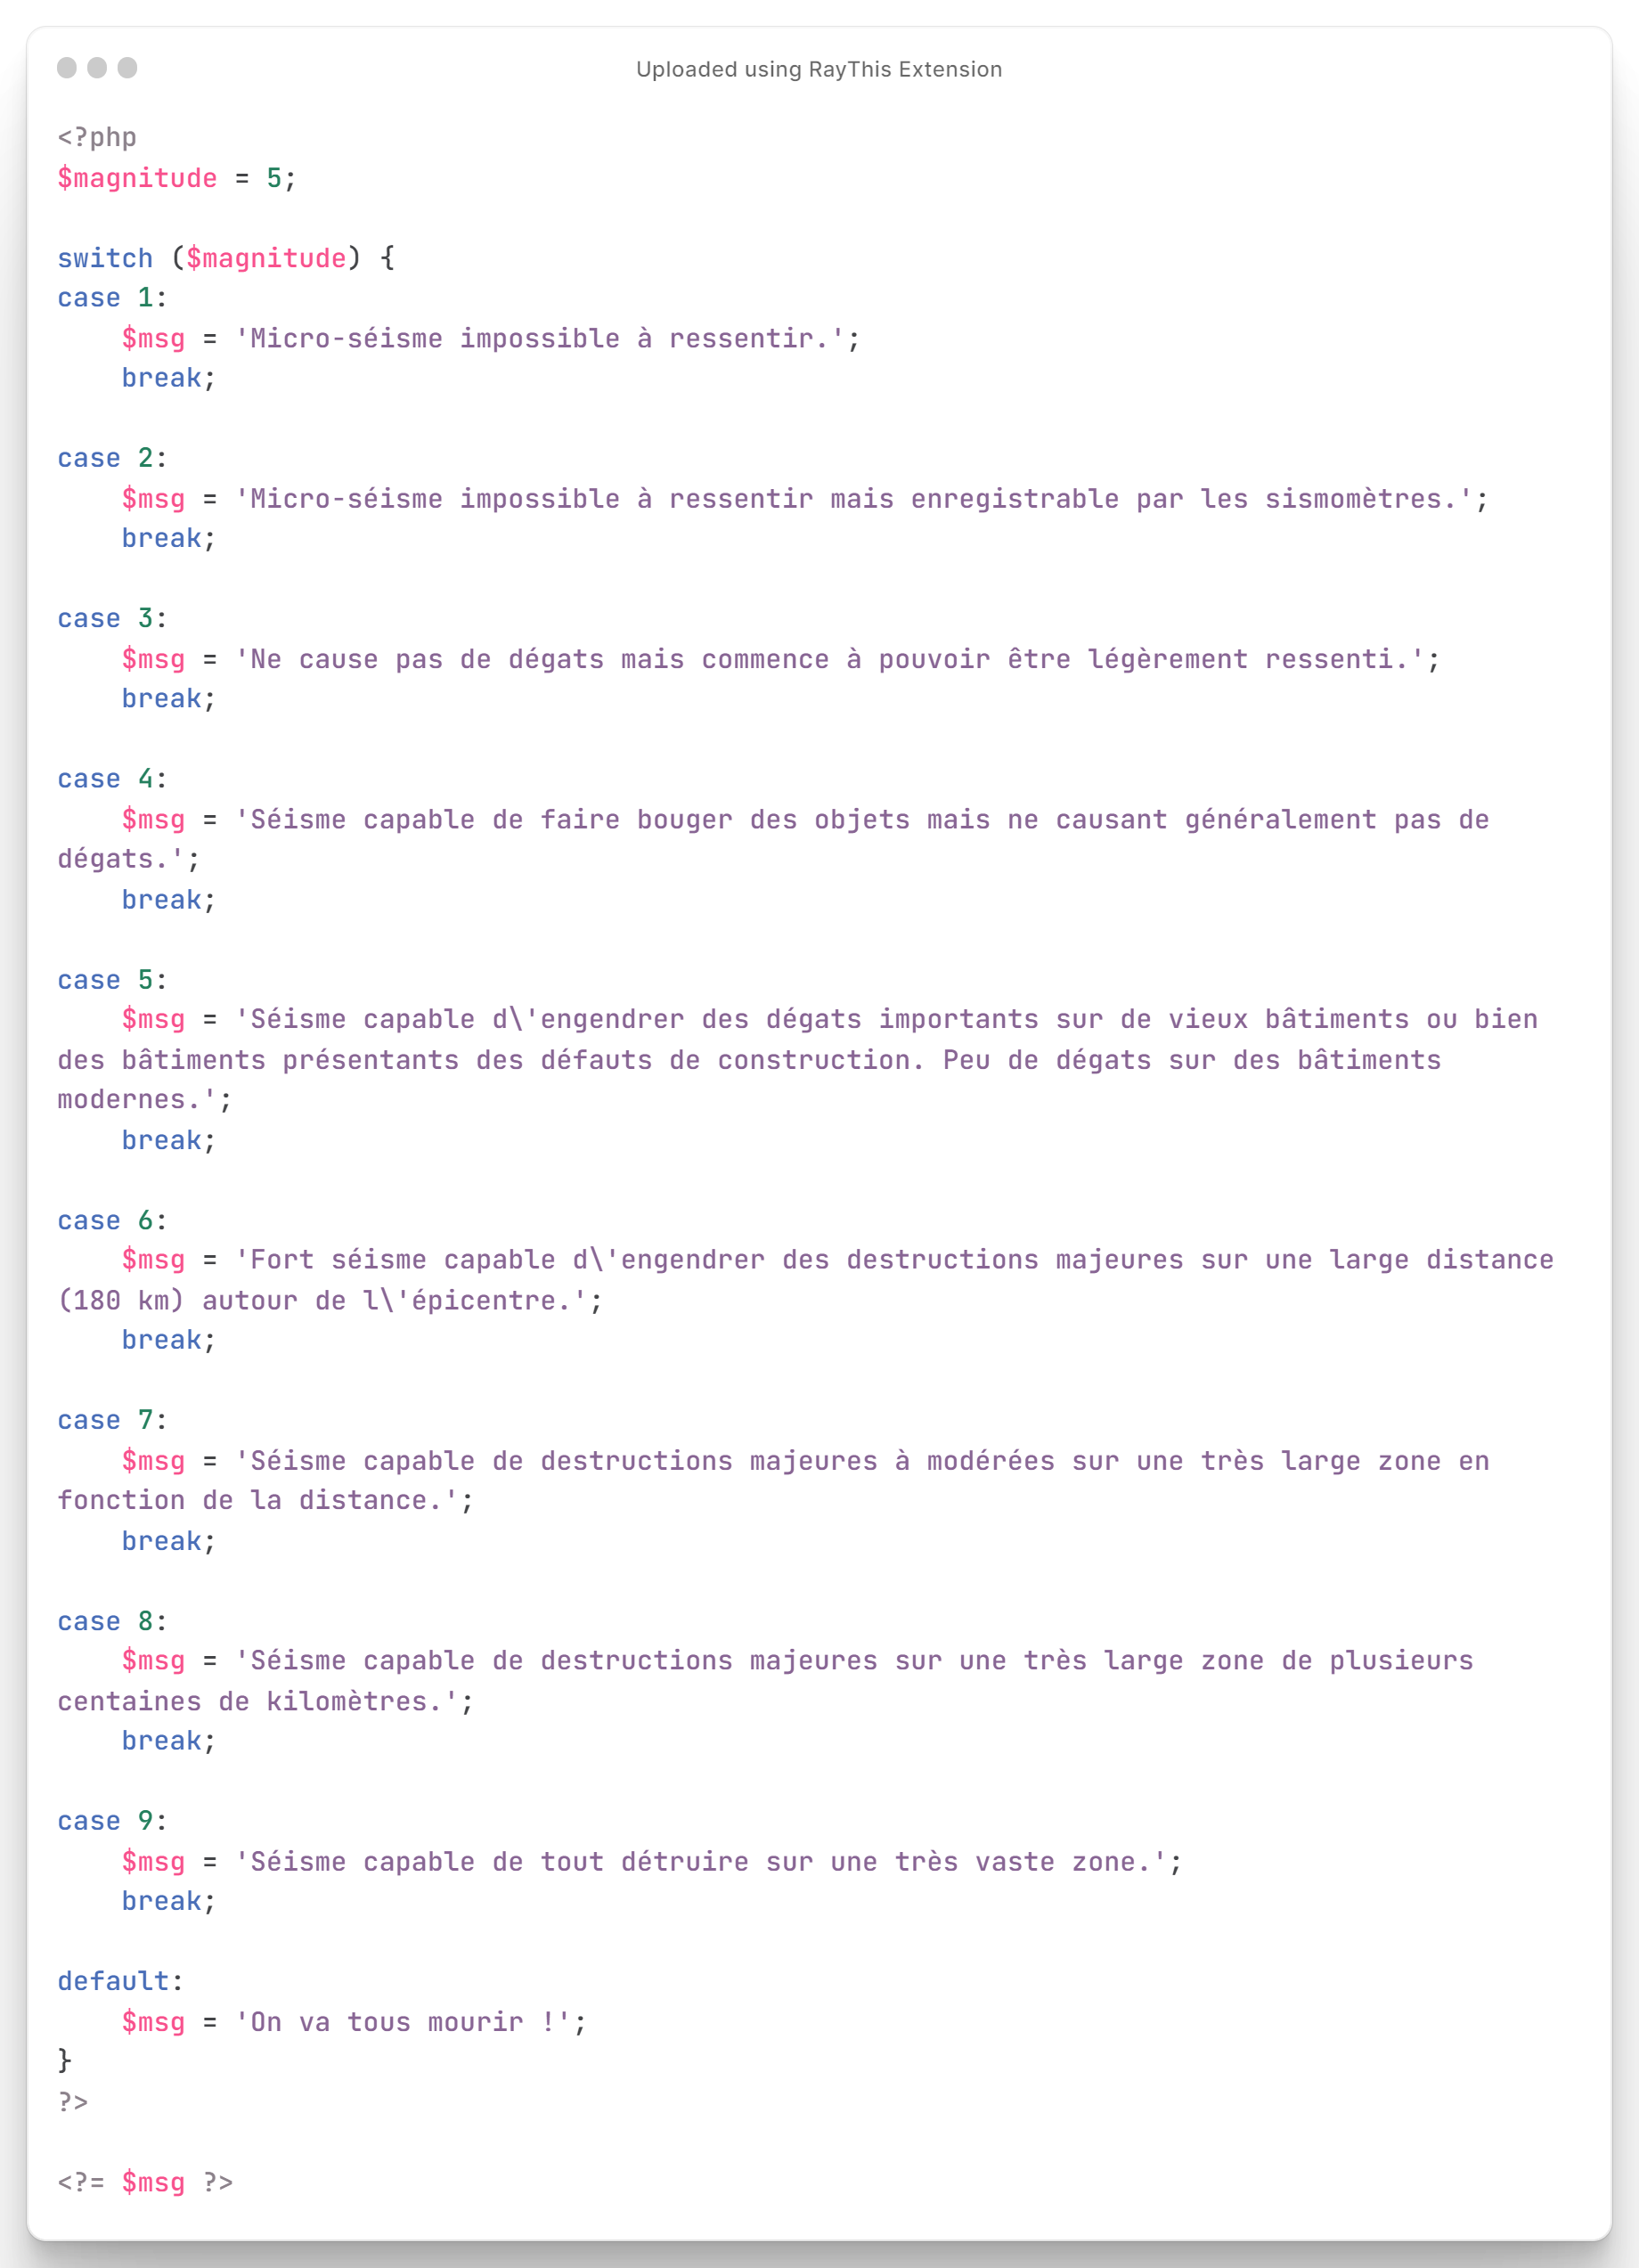 Uploaded using RayThis Extension
<?php
$magnitude = 5;
switch ($magnitude) {
case 1:
    $msg = 'Micro-séisme impossible à ressentir.';
    break;
case 2:
    $msg = 'Micro-séisme impossible à ressentir mais enregistrable par les sismomètres.';
    break;
case 3:
    $msg = 'Ne cause pas de dégats mais commence à pouvoir être légèrement ressenti.';
    break;
case 4:
    $msg = 'Séisme capable de faire bouger des objets mais ne causant généralement pas de
dégats.';
    break;
case 5:
    $msg = 'Séisme capable d\'engendrer des dégats importants sur de vieux bâtiments ou bien
des bâtiments présentants des défauts de construction. Peu de dégats sur des bâtiments
modernes.';
    break;
case 6:
    $msg = 'Fort séisme capable d\'engendrer des destructions majeures sur une large distance
(180 km) autour de l\'épicentre.';
    break;
case 7:
    $msg = 'Séisme capable de destructions majeures à modérées sur une très large zone en
fonction de la distance.';
    break;
case 8:
    $msg = 'Séisme capable de destructions majeures sur une très large zone de plusieurs
centaines de kilomètres.';
    break;
case 9:
    $msg = 'Séisme capable de tout détruire sur une très vaste zone.';
    break;
default:
    $msg = 'On va tous mourir !';
}
?>
<?= $msg ?>